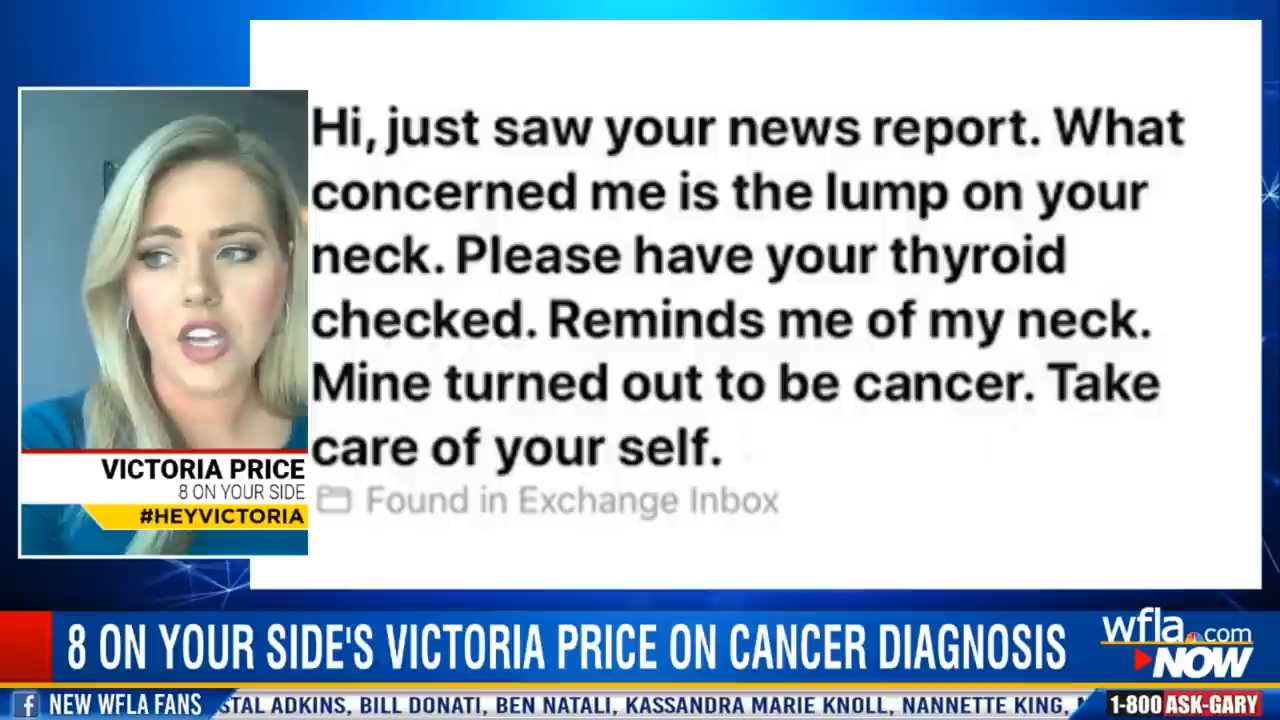 Hi, just saw your news report. What
concerned me is the lump on your
neck. Please have your thyroid
checked. Reminds me of my neck.
Mine turned out to be cancer. Take
care of your self.
Found in Exchange Inbox
VICTORIA PRICE
8 ON YOUR SIDE
#HEYVICTORIA
8 ON YOUR SIDE'S VICTORIA PRICE ON CANCER DIAGNOSIS
wfla.com
NOW
f NEW WFLA FANS
STAL ADKINS, BILL DONATI, BEN NATALI, KASSANDRA MARIE KNOLL, NANNETTE KING,
1-800 ASK-GARY